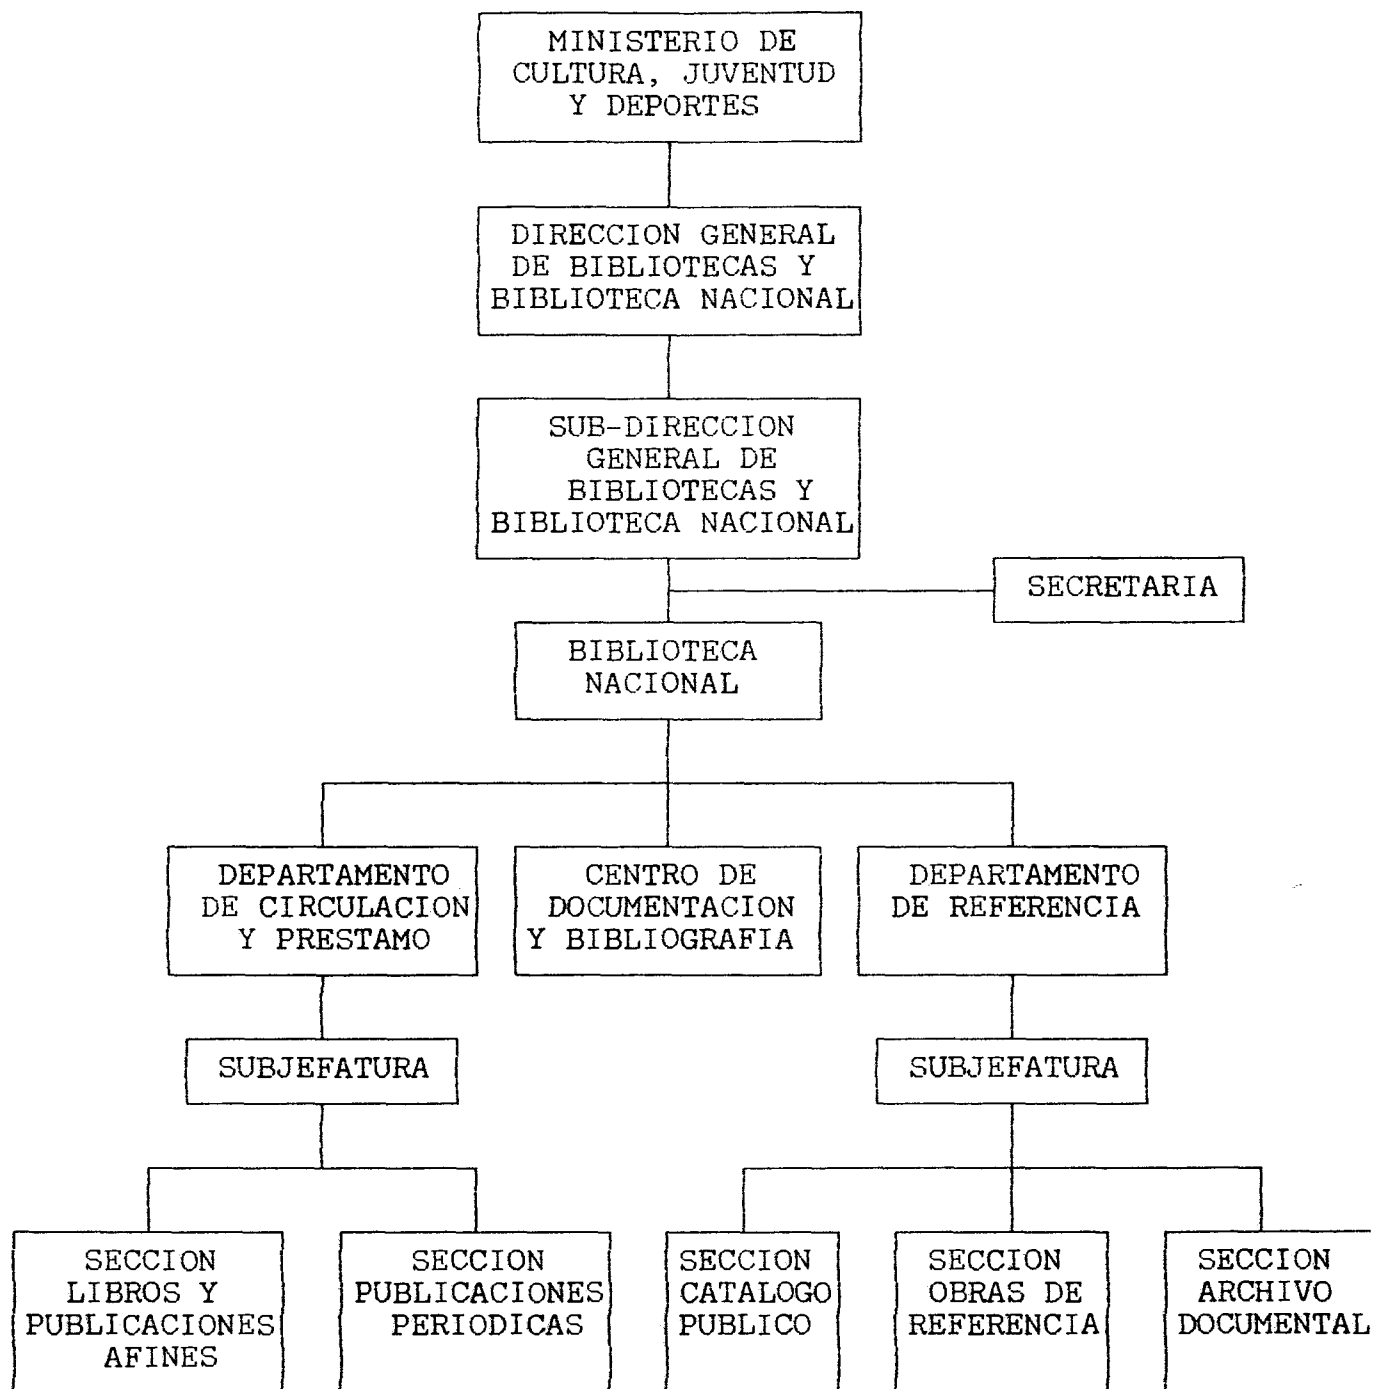 MINISTERIO DE
CULTURA, JUVENTUD
Y DEPORTES
DIRECCION GENERAL
DE BIBLIOTECAS Y
BIBLIOTECA NACIONAL
SUB-DIRECCION
GENERAL DE
BIBLIOTECAS Y
BIBLIOTECA NACIONAL
SECRETARIA
BIBLIOTECA
NACIONAL
DEPARTAMENTO
DE CIRCULACION
Y PRESTAMO
CENTRO DE
DOCUMENTACION
Y BIBLIOGRAFIA
DEPARTAMENTO
DE REFERENCIA
SUBJEFATURA
SUBJEFATURA
SECCION
LIBROS Y
PUBLICACIONES
AFINES
SECCION
PUBLICACIONES
PERIODICAS
SECCION
CATALOGO
PUBLICO
SECCION
OBRAS DE
REFERENCIA
SECCION
ARCHIVO
DOCUMENTAL